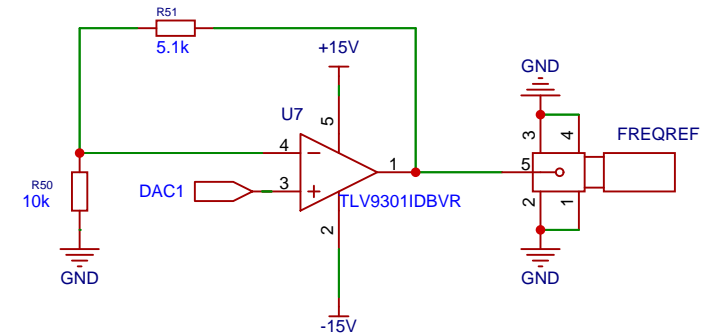 R51
5.1k
+15V
GND
U7
5
3
4
FREQREF
4
1
5
R50
10k
DAC1
3
TLV9301IDBVR
2
2
1
GND
GND
-15V